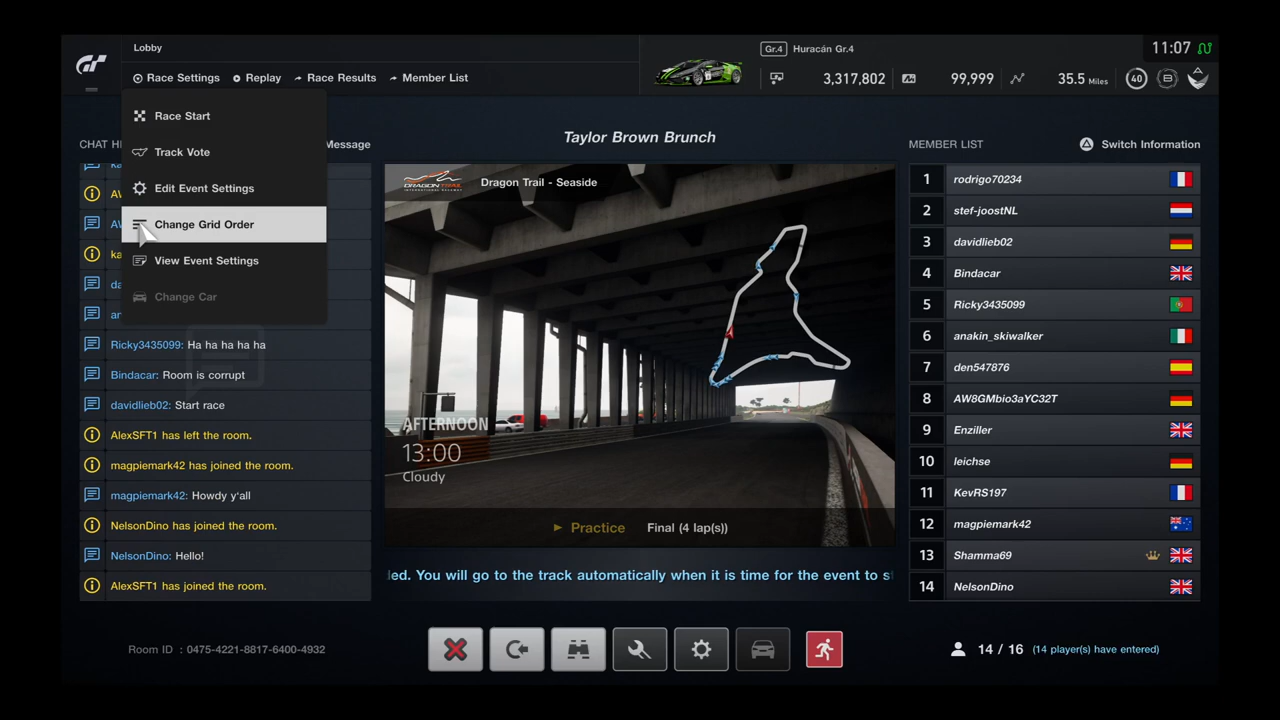 Lobby
Race Settings
Replay
Race Results
Member List
Gr.4
Huracán Gr.4
3,317,802
99,999
35.5 Miles
40
B
11:07
Race Start
Track Vote
Edit Event Settings
Change Grid Order
View Event Settings
Change Car
CHAT H
Message
AW
AW
ka
da
an
Ricky3435099: Ha ha ha ha ha
Bindacar: Room is corrupt
davidlieb02: Start race
AlexSFT1 has left the room.
magpiemark42 has joined the room.
magpiemark42: Howdy y'all
NelsonDino has joined the room.
NelsonDino: Hello!
AlexSFT1 has joined the room.
Taylor Brown Brunch
DRAGON TRAIL
Dragon Trail - Seaside
AFTERNOON
13:00
Cloudy
Practice
Final (4 lap(s))
led. You will go to the track automatically when it is time for the event to s
MEMBER LIST
Switch Information
1 rodrigo70234
2 stef-joostNL
3 davidlieb02
4 Bindacar
5 Ricky3435099
6 anakin_skiwalker
7 den547876
8 AW8GMbio3aYC32T
9 Enziller
10 leichse
11 KevRS197
12 magpiemark42
13 Shamma69
14 NelsonDino
Room ID : 0475-4221-8817-6400-4932
14 / 16 (14 player(s) have entered)